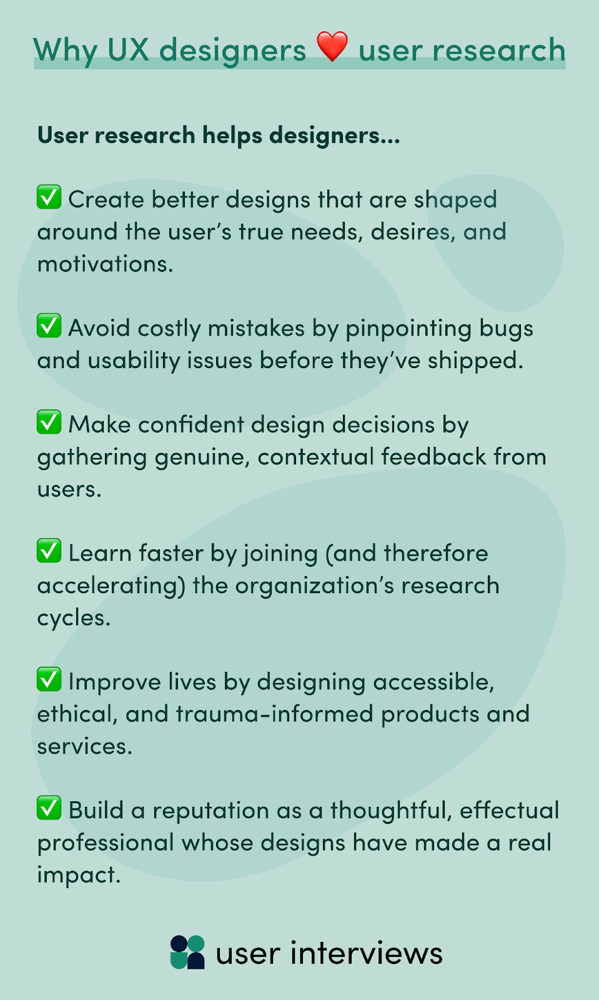 Why UX designers ❤️ user research
User research helps designers...
✅ Create better designs that are shaped
around the user’s true needs, desires, and
motivations.
✅ Avoid costly mistakes by pinpointing bugs
and usability issues before they’ve shipped.
✅ Make confident design decisions by
gathering genuine, contextual feedback from
users.
✅ Learn faster by joining (and therefore
accelerating) the organization’s research
cycles.
✅ Improve lives by designing accessible,
ethical, and trauma-informed products and
services.
✅ Build a reputation as a thoughtful, effectual
professional whose designs have made a real
impact.
user interviews